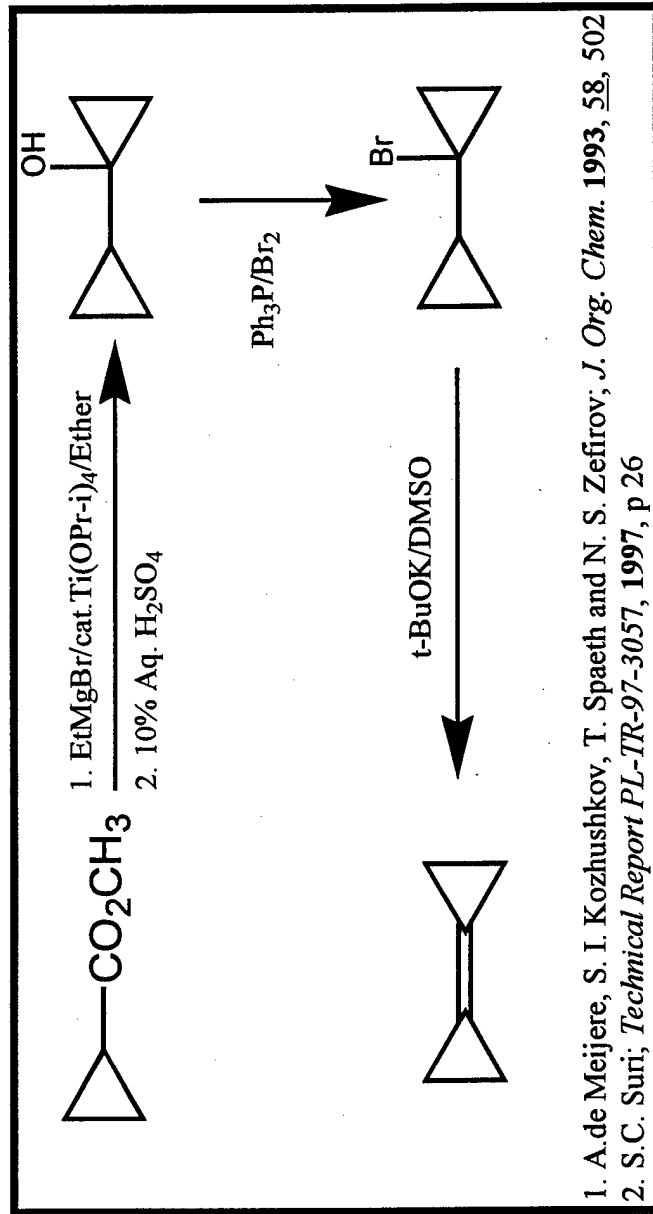 1. EtMgBr/cat.Ti(OPr-i)₄/Ether
2. 10% Aq. H₂SO₄
CO₂CH₃
OH
Ph₃P/Br₂
Br
t-BuOK/DMSO
1. A.de Meijere, S. I. Kozhushkov, T. Spaeth and N. S. Zefirov; J. Org. Chem. 1993, 58, 502
2. S.C. Suri; Technical Report PL-TR-97-3057, 1997, p 26